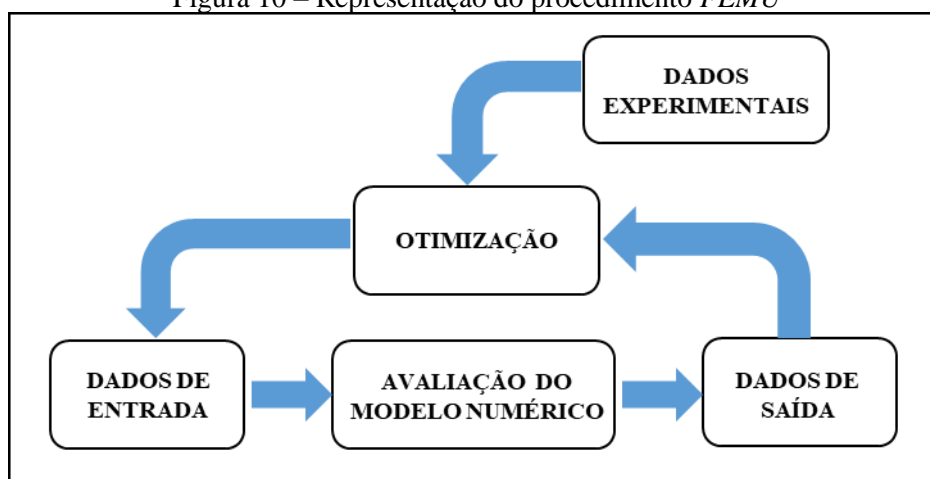 Figura 10 – Representação do procedimento FEMU
DADOS
EXPERIMENTAIS
OTIMIZAÇÃO
DADOS DE
ENTRADA
AVALIAÇÃO DO
MODELO NUMÉRICO
DADOS DE
SAÍDA